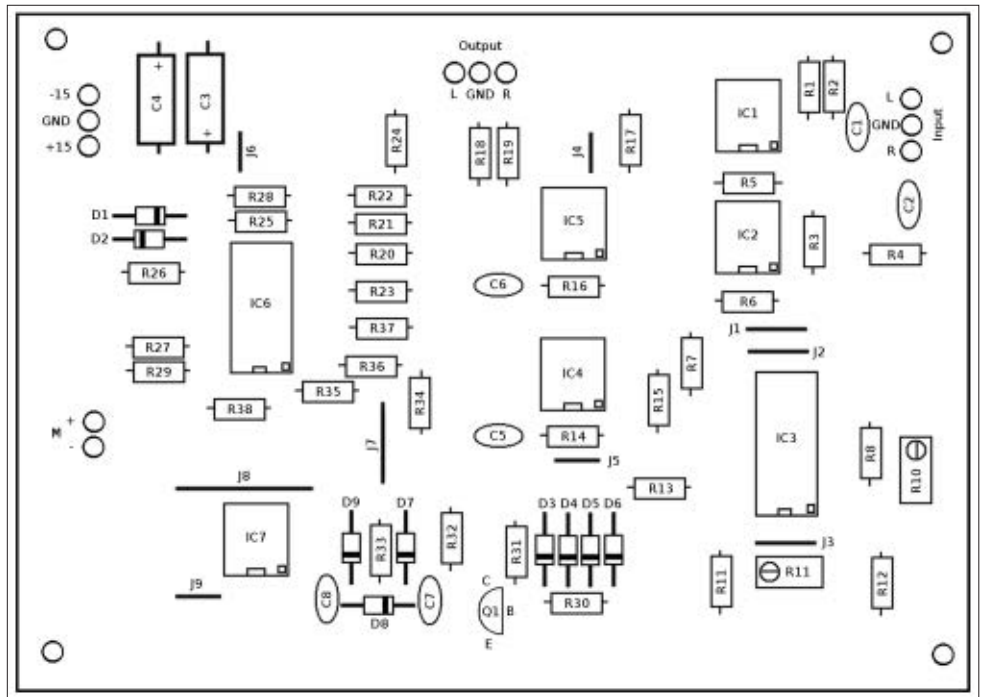 Output
L GND R
-15
GND
+15
C4
+
C3
+
J6
R24
R18
R19
J4
R17
IC1
R1
R2
C1
L
GND
R
Input
R28
R25
R22
R21
R20
R23
R37
R36
R35
R34
D1
D2
R26
IC6
R27
R29
R38
IC5
C6
R16
R5
IC2
R3
C2
R4
R6
J1
J2
IC4
R15
R7
IC3
C5
R14
J5
R13
R8
R10
M
+
-
J7
J8
IC7
J9
D9
R33
D7
R32
C8
D8
C7
R31
D3 D4 D5 D6
C
Q1 B
E
R30
J3
R11
R11
R12